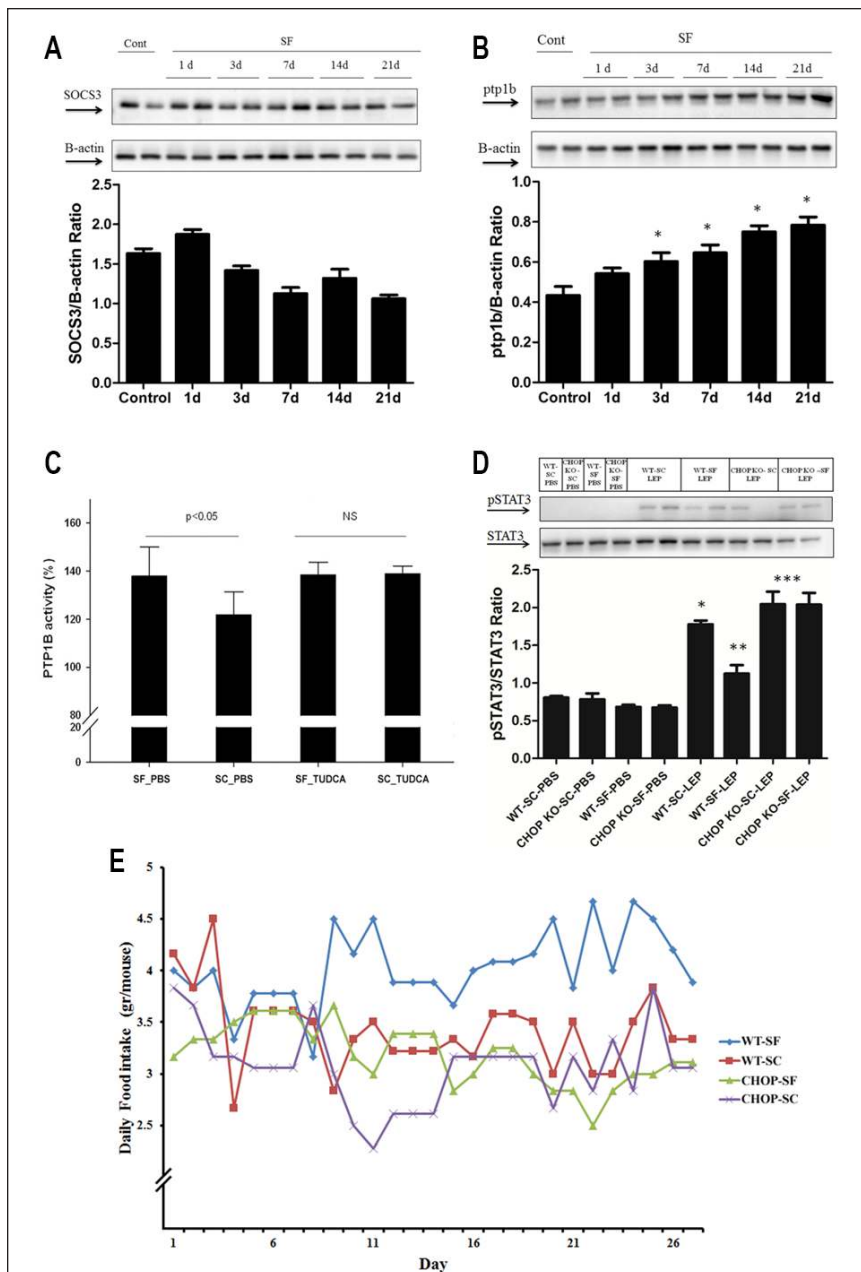 A
Cont SF
1 d 3d 7d 14d 21d
SOCS3
B-actin
2.5
2.0
1.5
1.0
0.5
0.0
SOCS3/B-actin Ratio
Control 1d 3d 7d 14d 21d
B
Cont SF
1 d 3d 7d 14d 21d
ptp1b
B-actin
1.0
0.8
0.6
0.4
0.2
0.0
ptp1b/B-actin Ratio
* * * *
Control 1d 3d 7d 14d 21d
C
p<0.05 NS
160
140
120
100
80
20
0
PTP1B activity (%)
SF_PBS SC_PBS SF_TUDCA SC_TUDCA
D
WT-SC PBS
CHOP KO-SC PBS
WT-SF PBS
CHOP KO-SF PBS
WT-SC LEP
WT-SF LEP
CHOP KO- SC LEP
CHOP KO -SF LEP
pSTAT3
STAT3
2.5
2.0
1.5
1.0
0.5
0.0
pSTAT3/STAT3 Ratio
* ** ***
WT-SC-PBS
CHOP KO-SC-PBS
WT-SF-PBS
CHOP KO-SF-PBS
WT-SC-LEP
WT-SF-LEP
CHOP KO-SC-LEP
CHOP KO-SF-LEP
E
5
4.5
4
3.5
3
2.5
Daily Food intake (gr/mouse)
1 6 11 16 21 26
Day
WT-SF
WT-SC
CHOP-SF
CHOP-SC